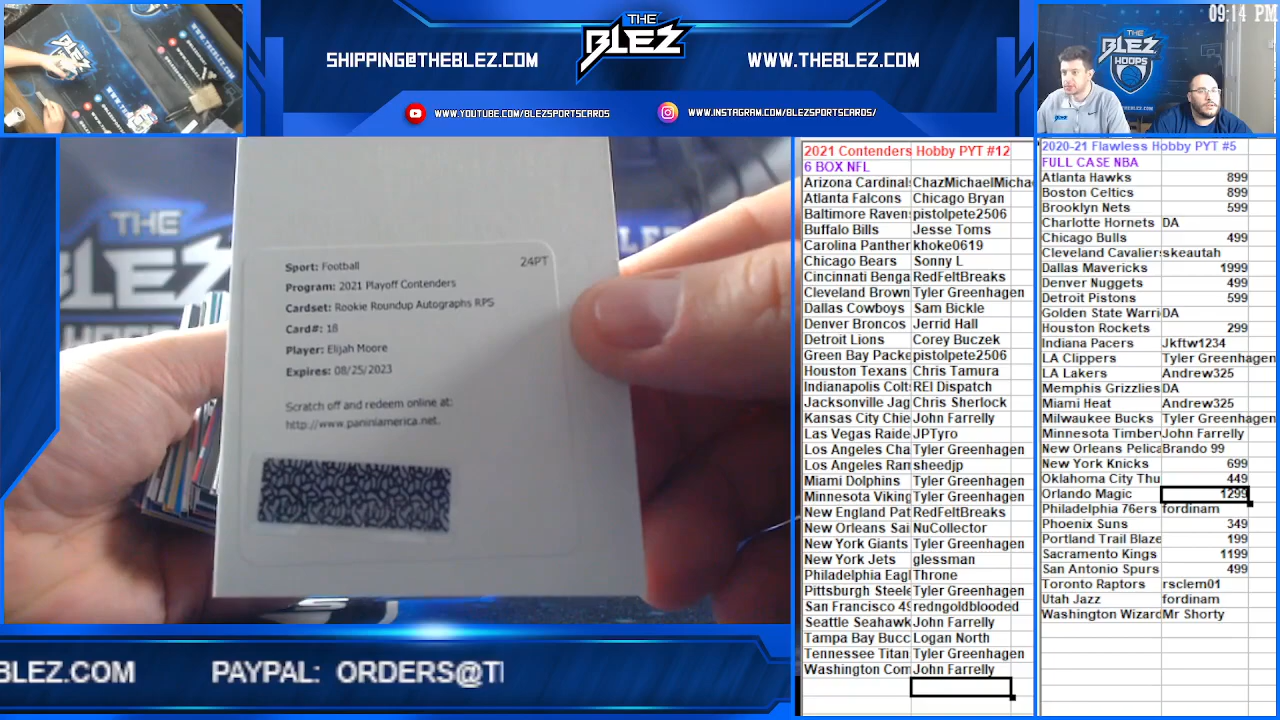 09:14 PM
THE
BLEZ
SHIPPING@THEBLEZ.COM
WWW.THEBLEZ.COM
WWW.YOUTUBE.COM/BLEZSPORTSCARDS
WWW.INSTAGRAM.COM/BLEZSPORTSCARDS/
THE
BLEZ
HOOPS
THE
BLEZ
24PT
Sport: Football
Program: 2021 Playoff Contenders
Cardset: Rookie Roundup Autographs RPS
Card#: 18
Player: Elijah Moore
Expires: 08/25/2023
Scratch off and redeem online at:
http://www.paniniamerica.net.
BLEZ.COM PAYPAL: ORDERS@T
2021 Contenders Hobby PYT #12
6 BOX NFL
Arizona Cardinal ChazMichaelMicha
Atlanta Falcons Chicago Bryan
Baltimore Raven pistolpete2506
Buffalo Bills Jesse Toms
Carolina Panther khoke0619
Chicago Bears Sonny L
Cincinnati Benga RedFeltBreaks
Cleveland Brown Tyler Greenhagen
Dallas Cowboys Sam Bickle
Denver Broncos Jerrid Hall
Detroit Lions Corey Buczek
Green Bay Packe pistolpete2506
Houston Texans Chris Tamura
Indianapolis Colt REI Dispatch
Jacksonville Jag Chris Sherlock
Kansas City Chie John Farrelly
Las Vegas Raide JPTyro
Los Angeles Cha Tyler Greenhagen
Los Angeles Ran sheedjp
Miami Dolphins Tyler Greenhagen
Minnesota Viking Tyler Greenhagen
New England Pat RedFeltBreaks
New Orleans Sai NuCollector
New York Giants Tyler Greenhagen
New York Jets glessman
Philadelphia Eagl Throne
Pittsburgh Steele Tyler Greenhagen
San Francisco 49 redngoldblooded
Seattle Seahawk John Farrelly
Tampa Bay Bucc Logan North
Tennessee Titan Tyler Greenhagen
Washington Com John Farrelly
2020-21 Flawless Hobby PYT #5
FULL CASE NBA
Atlanta Hawks 899
Boston Celtics 899
Brooklyn Nets 599
Charlotte Hornets DA
Chicago Bulls 499
Cleveland Cavalier skeautah
Dallas Mavericks 1999
Denver Nuggets 499
Detroit Pistons 599
Golden State Warri DA
Houston Rockets 299
Indiana Pacers Jkftw1234
LA Clippers Tyler Greenhagen
LA Lakers Andrew325
Memphis Grizzlies DA
Miami Heat Andrew325
Milwaukee Bucks Tyler Greenhagen
Minnesota Timber John Farrelly
New Orleans Pelica Brando 99
New York Knicks 699
Oklahoma City Thu 449
Orlando Magic 1299
Philadelphia 76ers fordinam
Phoenix Suns 349
Portland Trail Blaze 199
Sacramento Kings 1199
San Antonio Spurs 499
Toronto Raptors rsclem01
Utah Jazz fordinam
Washington Wizard Mr Shorty